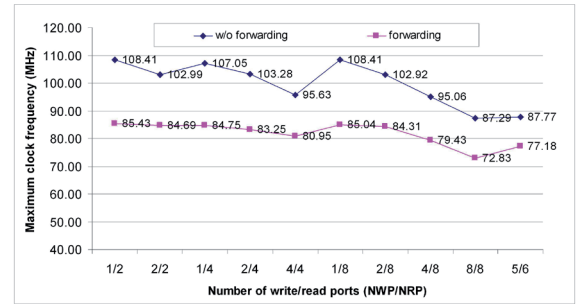 w/o forwarding forwarding
Maximum clock frequency (MHz)
120.00
110.00
100.00
90.00
80.00
70.00
60.00
50.00
40.00
108.41 102.99 107.05 103.28 95.63 108.41 102.92 95.06 87.29 87.77
85.43 84.69 84.75 83.25 80.95 85.04 84.31 79.43 72.83 77.18
1/2 2/2 1/4 2/4 4/4 1/8 2/8 4/8 8/8 5/6
Number of write/read ports (NWP/NRP)